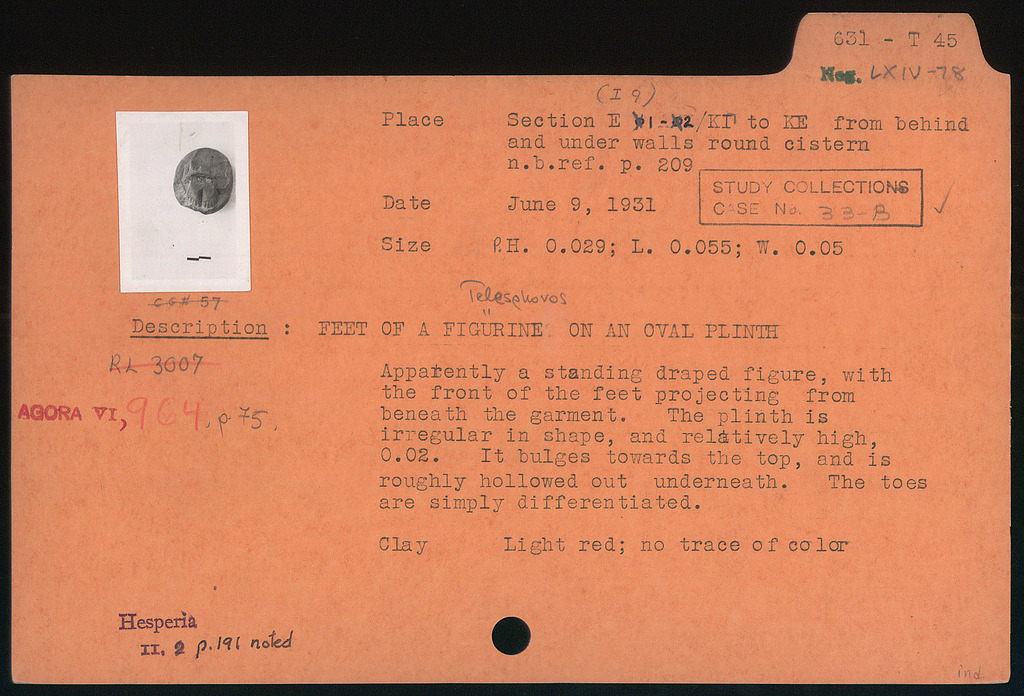 631 - T 45
Neg. LXIV-78
(I 9)
Place Section E 01-02/KΓ to KE from behind
and under walls round cistern
n.b.ref. p. 209
STUDY COLLECTIONS
CASE No. 33-B
Date June 9, 1931
Size P.H. 0.029; L. 0.055; W. 0.05
CG# 57
Telesphoros
Description : FEET OF A FIGURINE ON AN OVAL PLINTH
RL 3007
Apparently a standing draped figure, with
the front of the feet projecting from
beneath the garment. The plinth is
irregular in shape, and relatively high,
0.02. It bulges towards the top, and is
roughly hollowed out underneath. The toes
are simply differentiated.
AGORA VI, 964, p 75.
Clay Light red; no trace of color
Hesperia
II. 2 p.191 noted
ind.